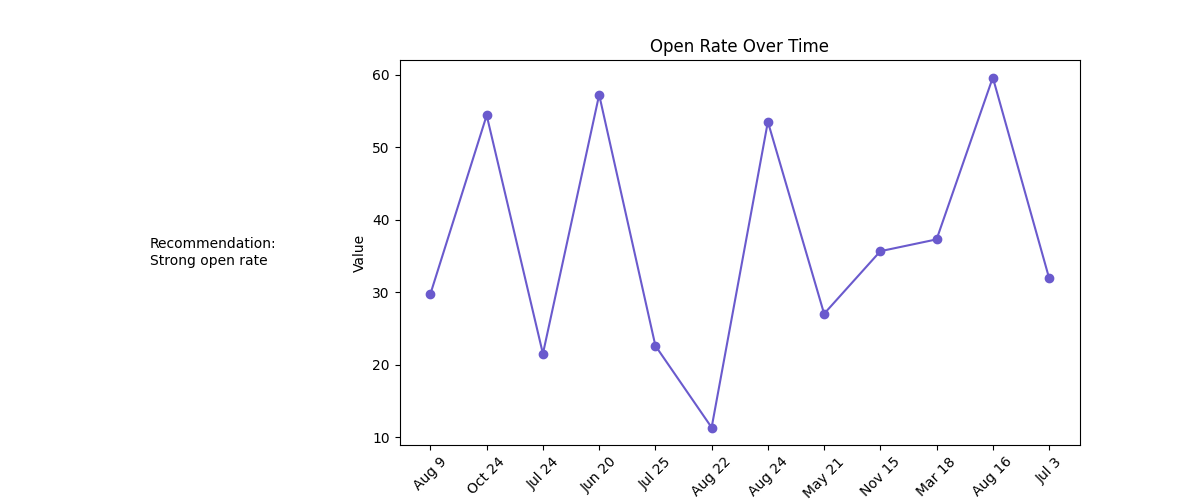 Open Rate Over Time
Recommendation:
Strong open rate
Value
60
50
40
30
20
10
Aug 9
Oct 24
Jul 24
Jun 20
Jul 25
Aug 22
Aug 24
May 21
Nov 15
Mar 18
Aug 16
Jul 3